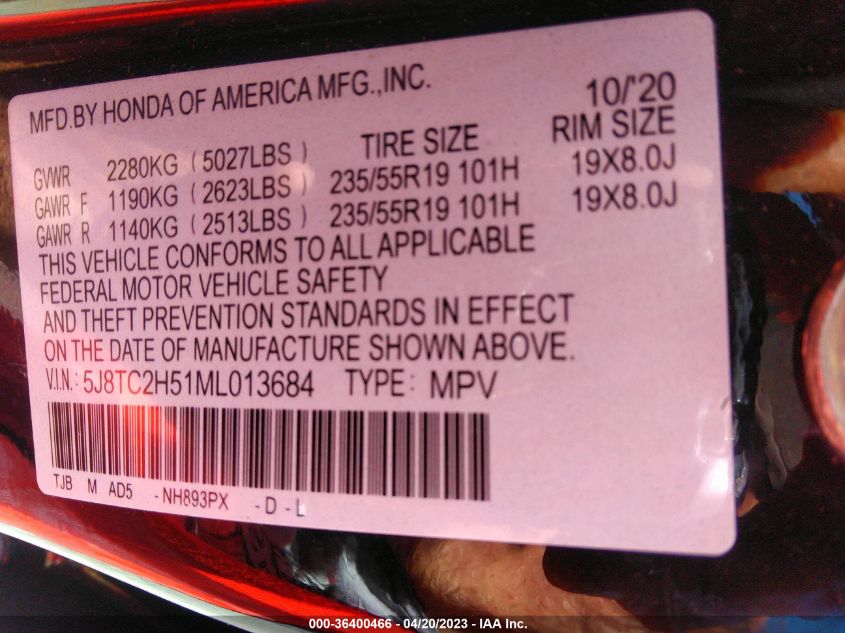 MFD.BY HONDA OF AMERICA MFG.,INC. 10/'20
TIRE SIZE RIM SIZE
GVWR 2280KG (5027LBS)
GAWR F 1190KG (2623LBS) 235/55R19 101H 19X8.0J
GAWR R 1140KG (2513LBS) 235/55R19 101H 19X8.0J
THIS VEHICLE CONFORMS TO ALL APPLICABLE
FEDERAL MOTOR VEHICLE SAFETY
AND THEFT PREVENTION STANDARDS IN EFFECT
ON THE DATE OF MANUFACTURE SHOWN ABOVE.
V.I.N.: 5J8TC2H51ML013684 TYPE: MPV
TJB M AD5 -NH893PX -D-L
000-36400466 - 04/20/2023 - IAA Inc.